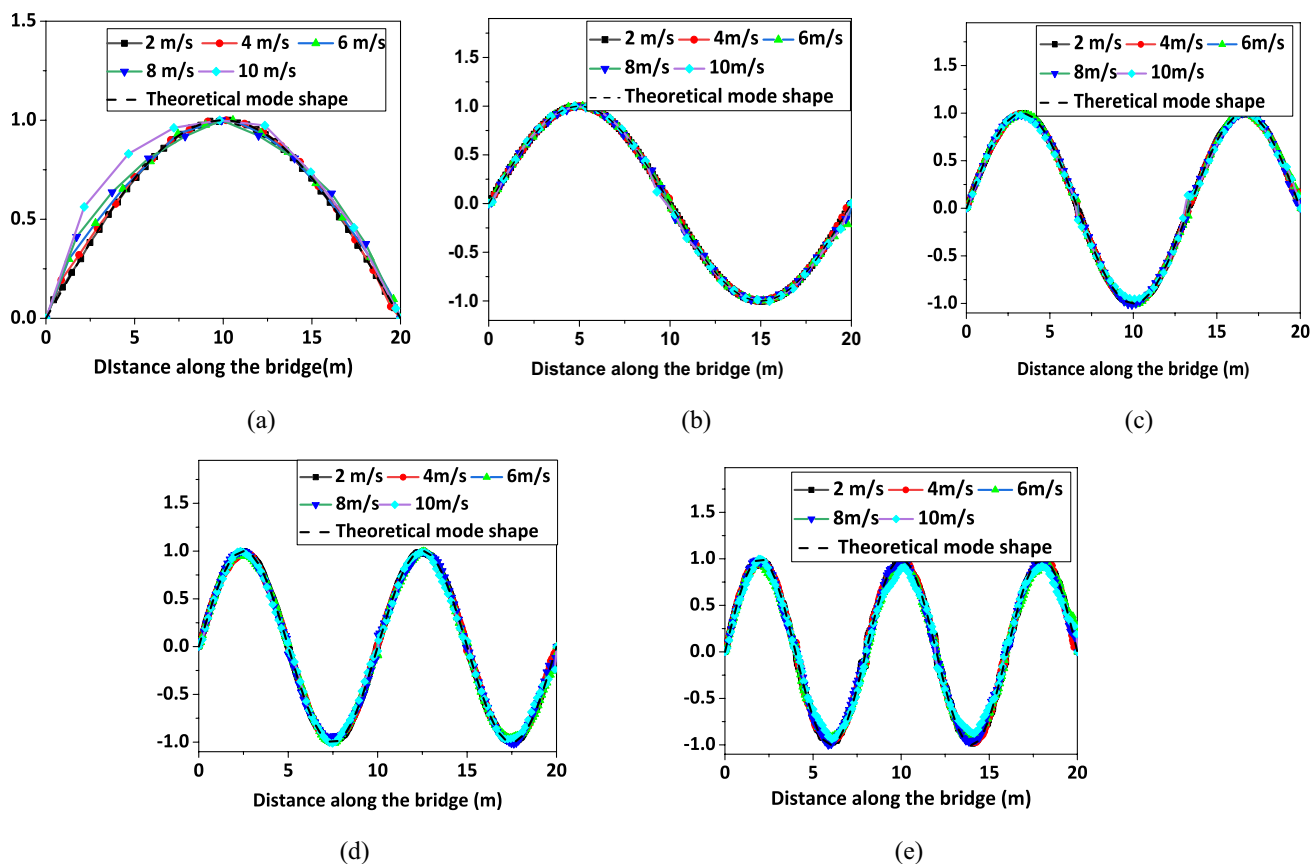 1.5
1.0
0.5
0.0
2 m/s 4 m/s 6 m/s
8 m/s 10 m/s
Theoretical mode shape
0 5 10 15 20
DIstance along the bridge(m)
(a)
1.5
1.0
0.5
0.0
-0.5
-1.0
2 m/s 4m/s 6m/s
8m/s 10m/s
Theoretical mode shape
0 5 10 15 20
Distance along the bridge (m)
(b)
1.5
1.0
0.5
0.0
-0.5
-1.0
2 m/s 4m/s 6m/s
8m/s 10m/s
Theretical mode shape
0 5 10 15 20
Distance along the bridge (m)
(c)
1.5
1.0
0.5
0.0
-0.5
-1.0
2 m/s 4m/s 6m/s
8m/s 10m/s
Theoretical mode shape
0 5 10 15 20
Distance along the bridge (m)
(d)
1.5
1.0
0.5
0.0
-0.5
-1.0
2 m/s 4m/s 6m/s
8m/s 10m/s
Theoretical mode shape
0 5 10 15 20
Distance along the bridge (m)
(e)